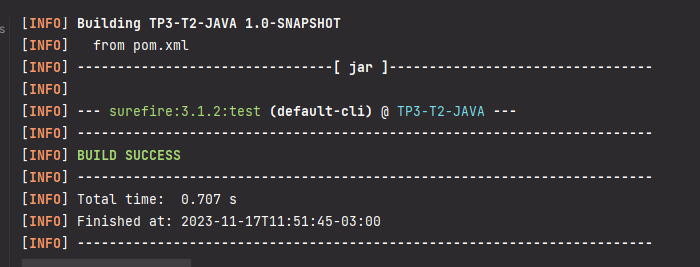 s
[INFO] Building TP3-T2-JAVA 1.0-SNAPSHOT
[INFO]   from pom.xml
[INFO] --------------------------------[ jar ]---------------------------------
[INFO]
[INFO] --- surefire:3.1.2:test (default-cli) @ TP3-T2-JAVA ---
[INFO] ------------------------------------------------------------------------
[INFO] BUILD SUCCESS
[INFO] ------------------------------------------------------------------------
[INFO] Total time:  0.707 s
[INFO] Finished at: 2023-11-17T11:51:45-03:00
[INFO] ------------------------------------------------------------------------